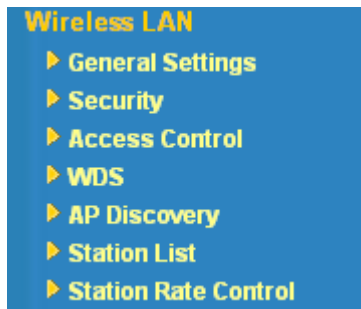 Wireless LAN
General Settings
Security
Access Control
WDS
AP Discovery
Station List
Station Rate Control